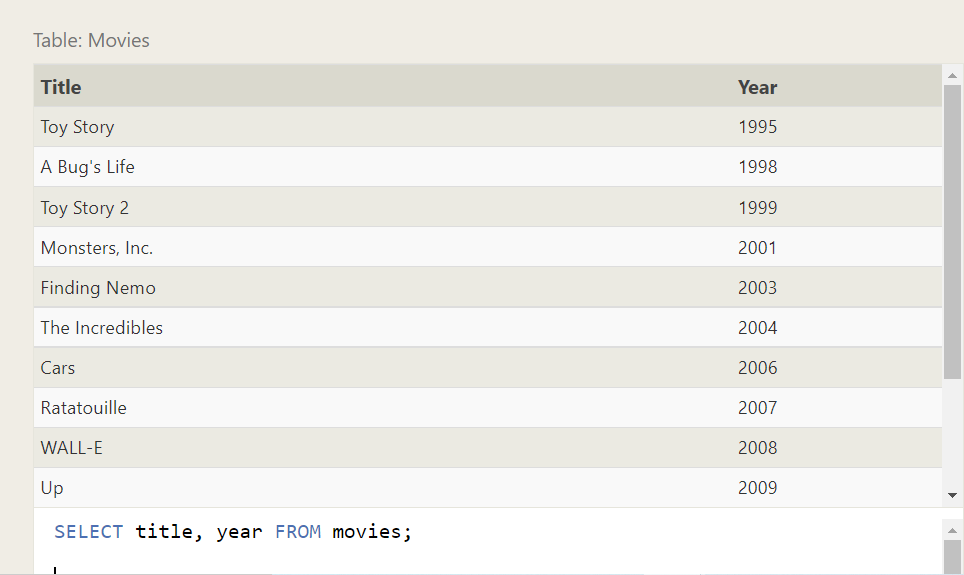 Table: Movies
Title Year
Toy Story 1995
A Bug's Life 1998
Toy Story 2 1999
Monsters, Inc. 2001
Finding Nemo 2003
The Incredibles 2004
Cars 2006
Ratatouille 2007
WALL-E 2008
Up 2009
SELECT title, year FROM movies;